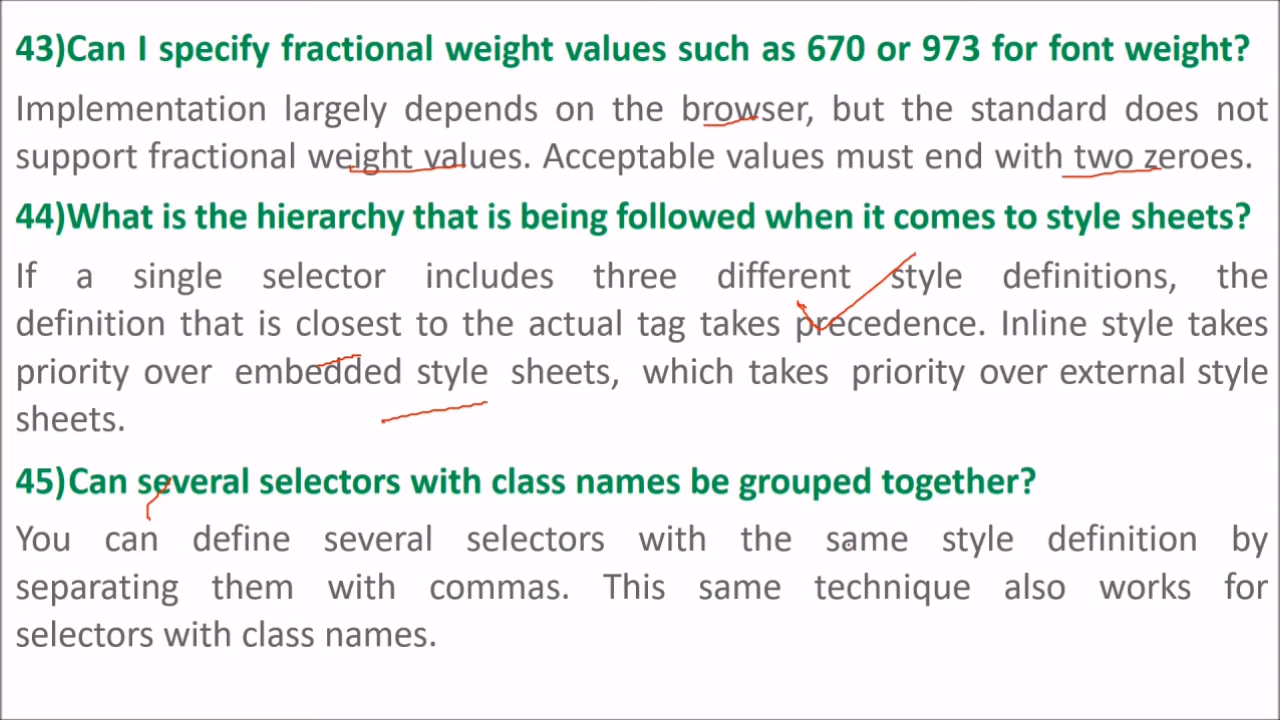 43)Can I specify fractional weight values such as 670 or 973 for font weight?
Implementation largely depends on the browser, but the standard does not
support fractional weight values. Acceptable values must end with two zeroes.
44)What is the hierarchy that is being followed when it comes to style sheets?
If a single selector includes three different style definitions, the
definition that is closest to the actual tag takes precedence. Inline style takes
priority over embedded style sheets, which takes priority over external style
sheets.
45)Can several selectors with class names be grouped together?
You can define several selectors with the same style definition by
separating them with commas. This same technique also works for
selectors with class names.